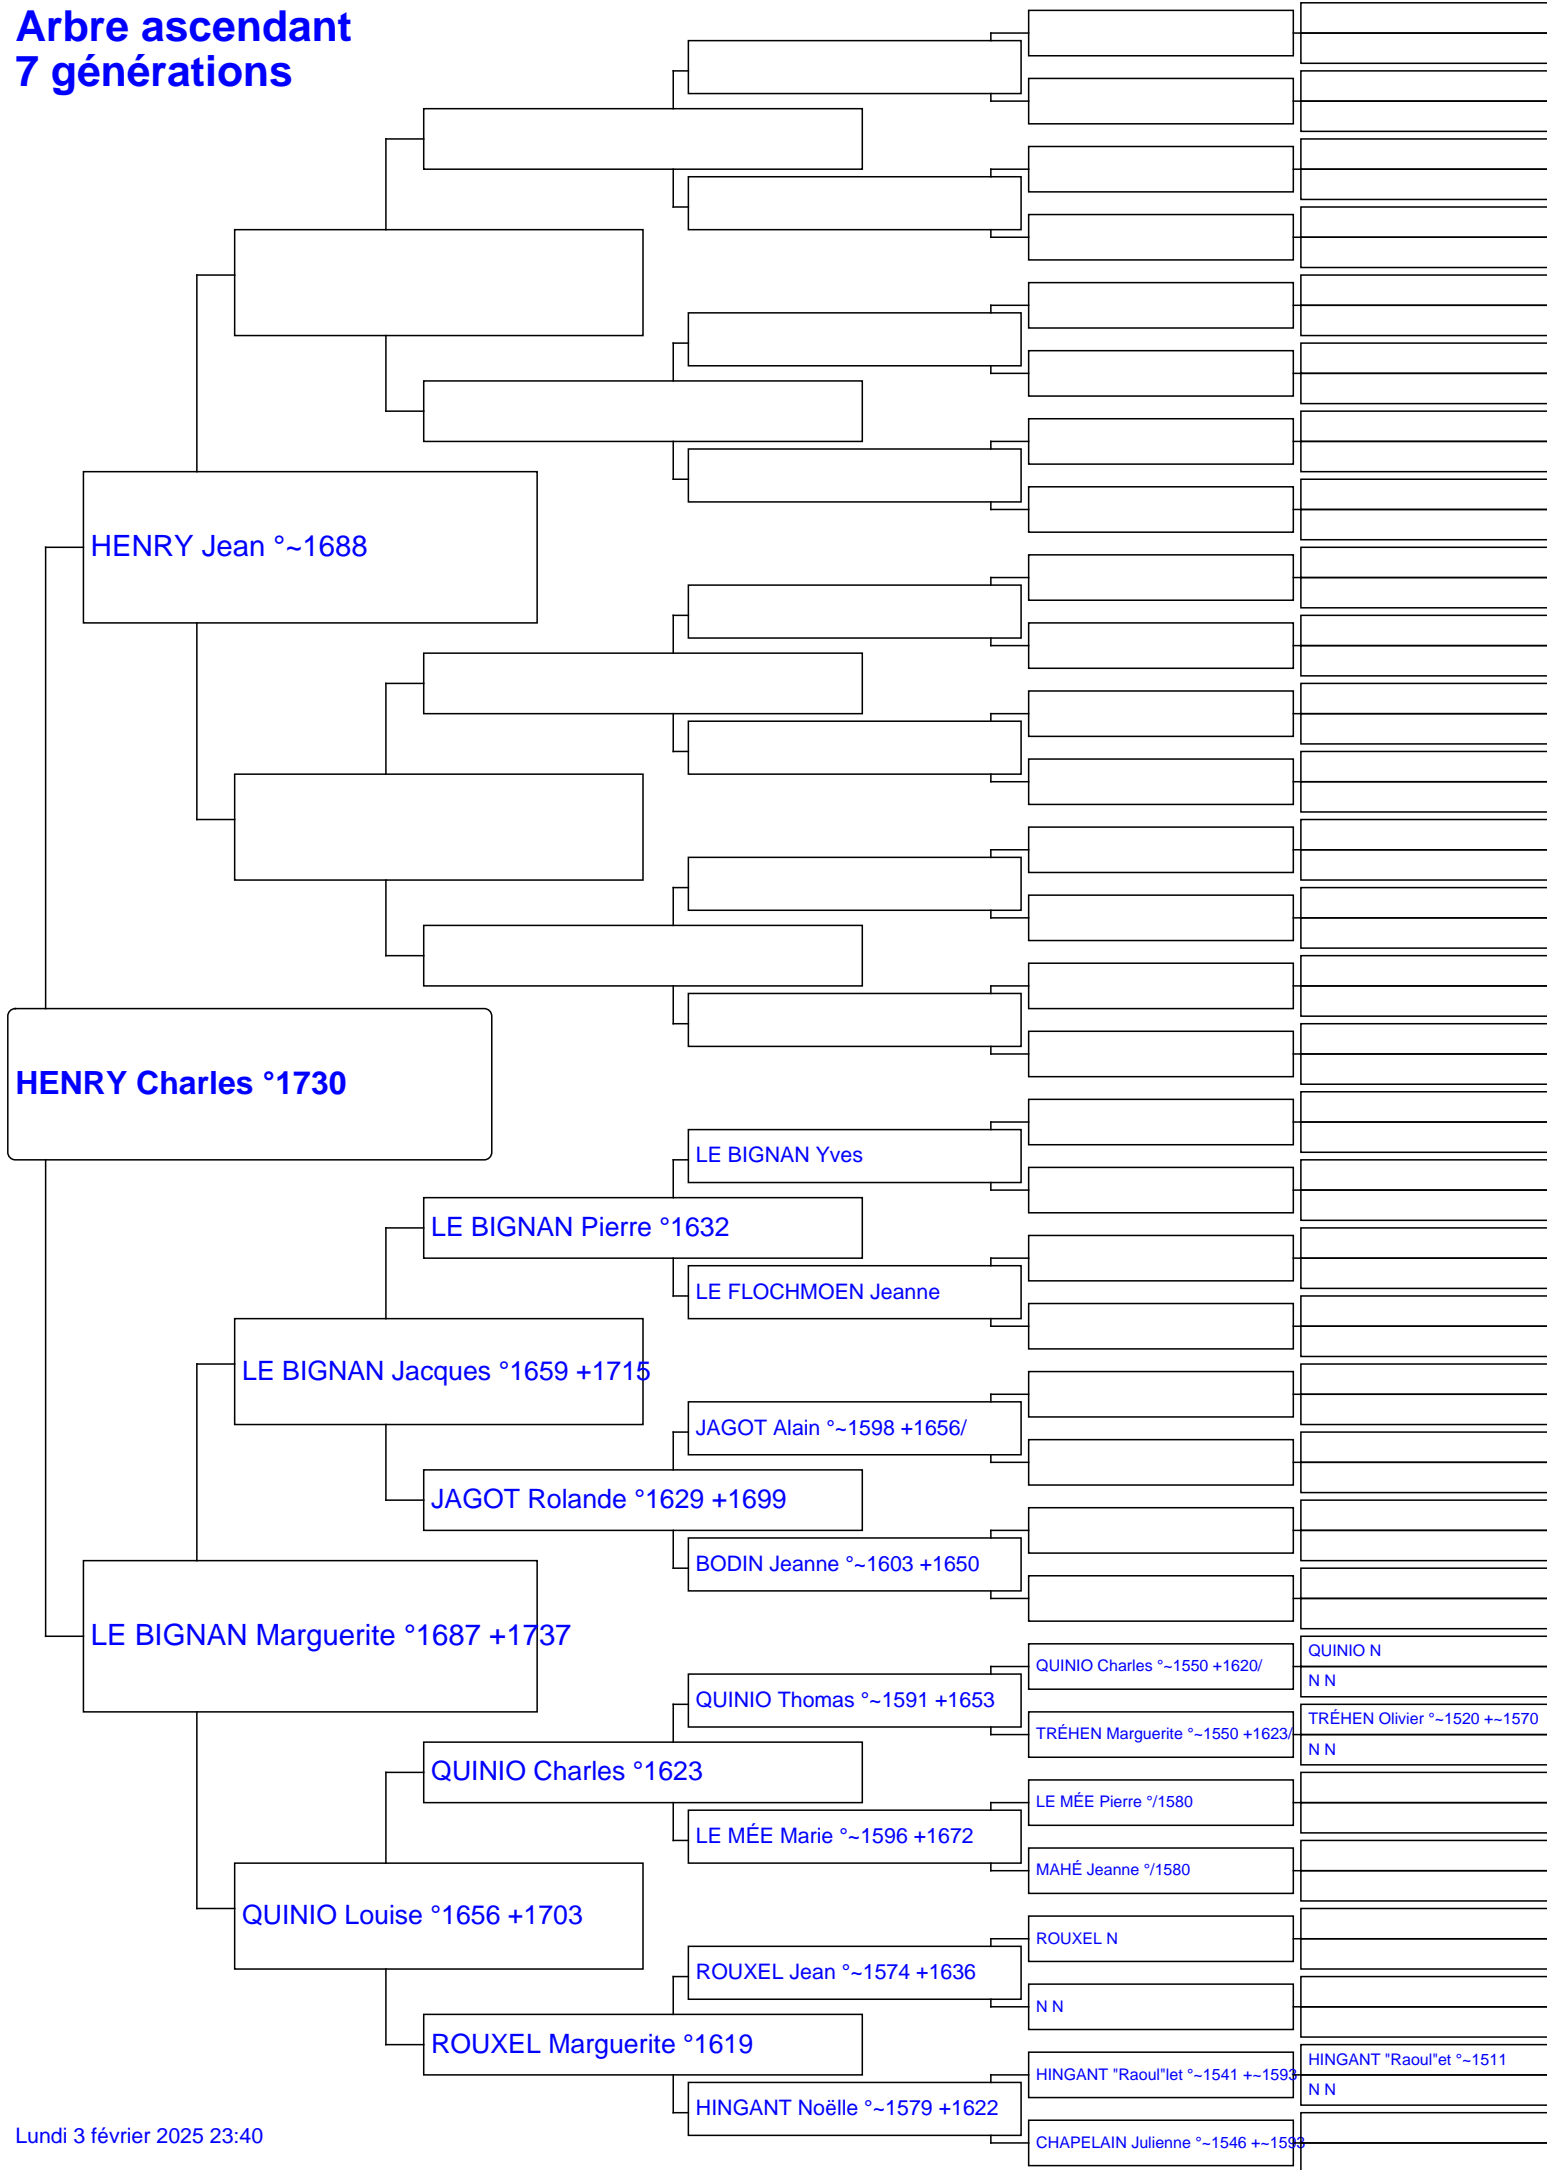 Arbre ascendant
7 générations
HENRY Jean °~1688
HENRY Charles °1730
LE BIGNAN Yves
LE BIGNAN Pierre °1632
LE FLOCHMOEN Jeanne
LE BIGNAN Jacques °1659 +1715
JAGOT Alain °~1598 +1656/
JAGOT Rolande °1629 +1699
BODIN Jeanne °~1603 +1650
LE BIGNAN Marguerite °1687 +1737
QUINIO N
QUINIO Charles °~1550 +1620/
N N
QUINIO Thomas °~1591 +1653
TRÉHEN Olivier °~1520 +~1570
TRÉHEN Marguerite °~1550 +1623/
N N
QUINIO Charles °1623
LE MÉE Pierre °/1580
LE MÉE Marie °~1596 +1672
MAHÉ Jeanne °/1580
QUINIO Louise °1656 +1703
ROUXEL N
ROUXEL Jean °~1574 +1636
N N
ROUXEL Marguerite °1619
HINGANT "Raoul"et °~1511
HINGANT "Raoul"let °~1541 +~1593
N N
HINGANT Noëlle °~1579 +1622
CHAPELAIN Julienne °~1546 +~1593
Lundi 3 février 2025 23:40